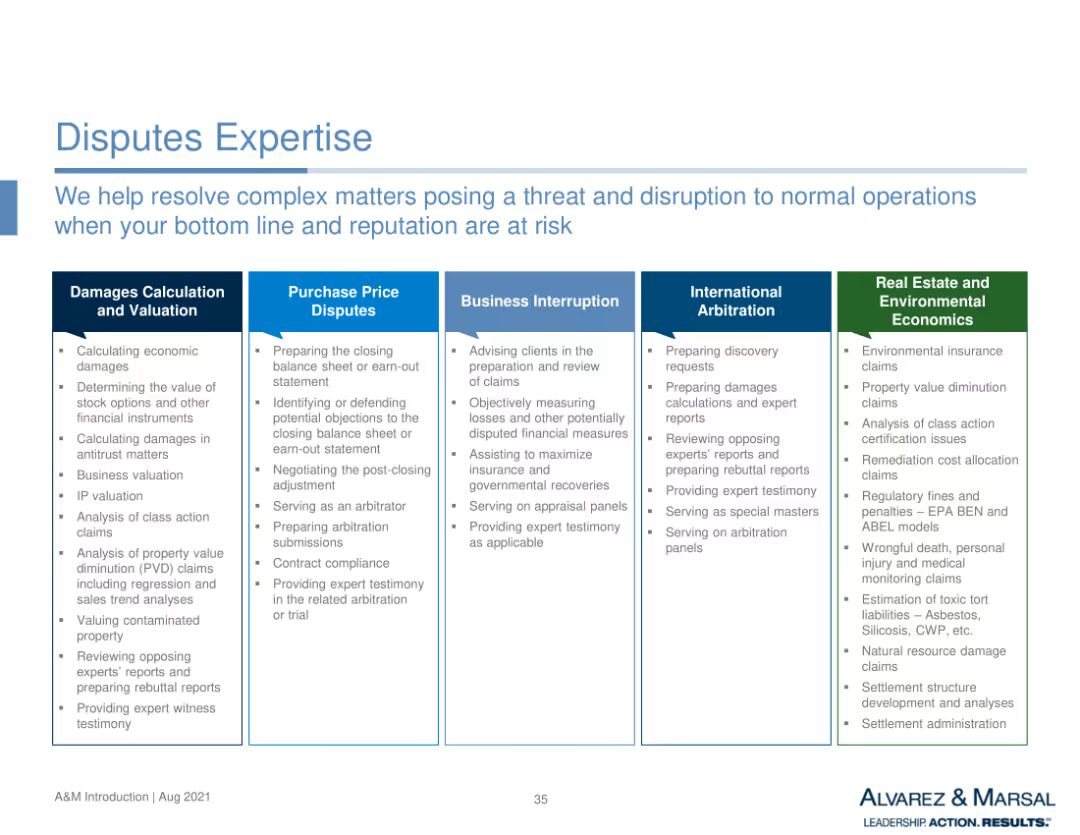 Disputes Expertise
We help resolve complex matters posing a threat and disruption to normal operations
when your bottom line and reputation are at risk
Damages Calculation
and Valuation
▪ Calculating economic
damages
▪ Determining the value of
stock options and other
financial instruments
▪ Calculating damages in
antitrust matters
▪ Business valuation
▪ IP valuation
▪ Analysis of class action
claims
▪ Analysis of property value
diminution (PVD) claims
including regression and
sales trend analyses
▪ Valuing contaminated
property
▪ Reviewing opposing
experts’ reports and
preparing rebuttal reports
▪ Providing expert witness
testimony
Purchase Price
Disputes
▪ Preparing the closing
balance sheet or earn-out
statement
▪ Identifying or defending
potential objections to the
closing balance sheet or
earn-out statement
▪ Negotiating the post-closing
adjustment
▪ Serving as an arbitrator
▪ Preparing arbitration
submissions
▪ Contract compliance
▪ Providing expert testimony
in the related arbitration
or trial
Business Interruption
▪ Advising clients in the
preparation and review
of claims
▪ Objectively measuring
losses and other potentially
disputed financial measures
▪ Assisting to maximize
insurance and
governmental recoveries
▪ Serving on appraisal panels
▪ Providing expert testimony
as applicable
International
Arbitration
▪ Preparing discovery
requests
▪ Preparing damages
calculations and expert
reports
▪ Reviewing opposing
experts’ reports and
preparing rebuttal reports
▪ Providing expert testimony
▪ Serving as special masters
▪ Serving on arbitration
panels
Real Estate and
Environmental
Economics
▪ Environmental insurance
claims
▪ Property value diminution
claims
▪ Analysis of class action
certification issues
▪ Remediation cost allocation
claims
▪ Regulatory fines and
penalties – EPA BEN and
ABEL models
▪ Wrongful death, personal
injury and medical
monitoring claims
▪ Estimation of toxic tort
liabilities – Asbestos,
Silicosis, CWP, etc.
▪ Natural resource damage
claims
▪ Settlement structure
development and analyses
▪ Settlement administration
A&M Introduction | Aug 2021
35
ALVAREZ & MARSAL
LEADERSHIP. ACTION. RESULTS.℠